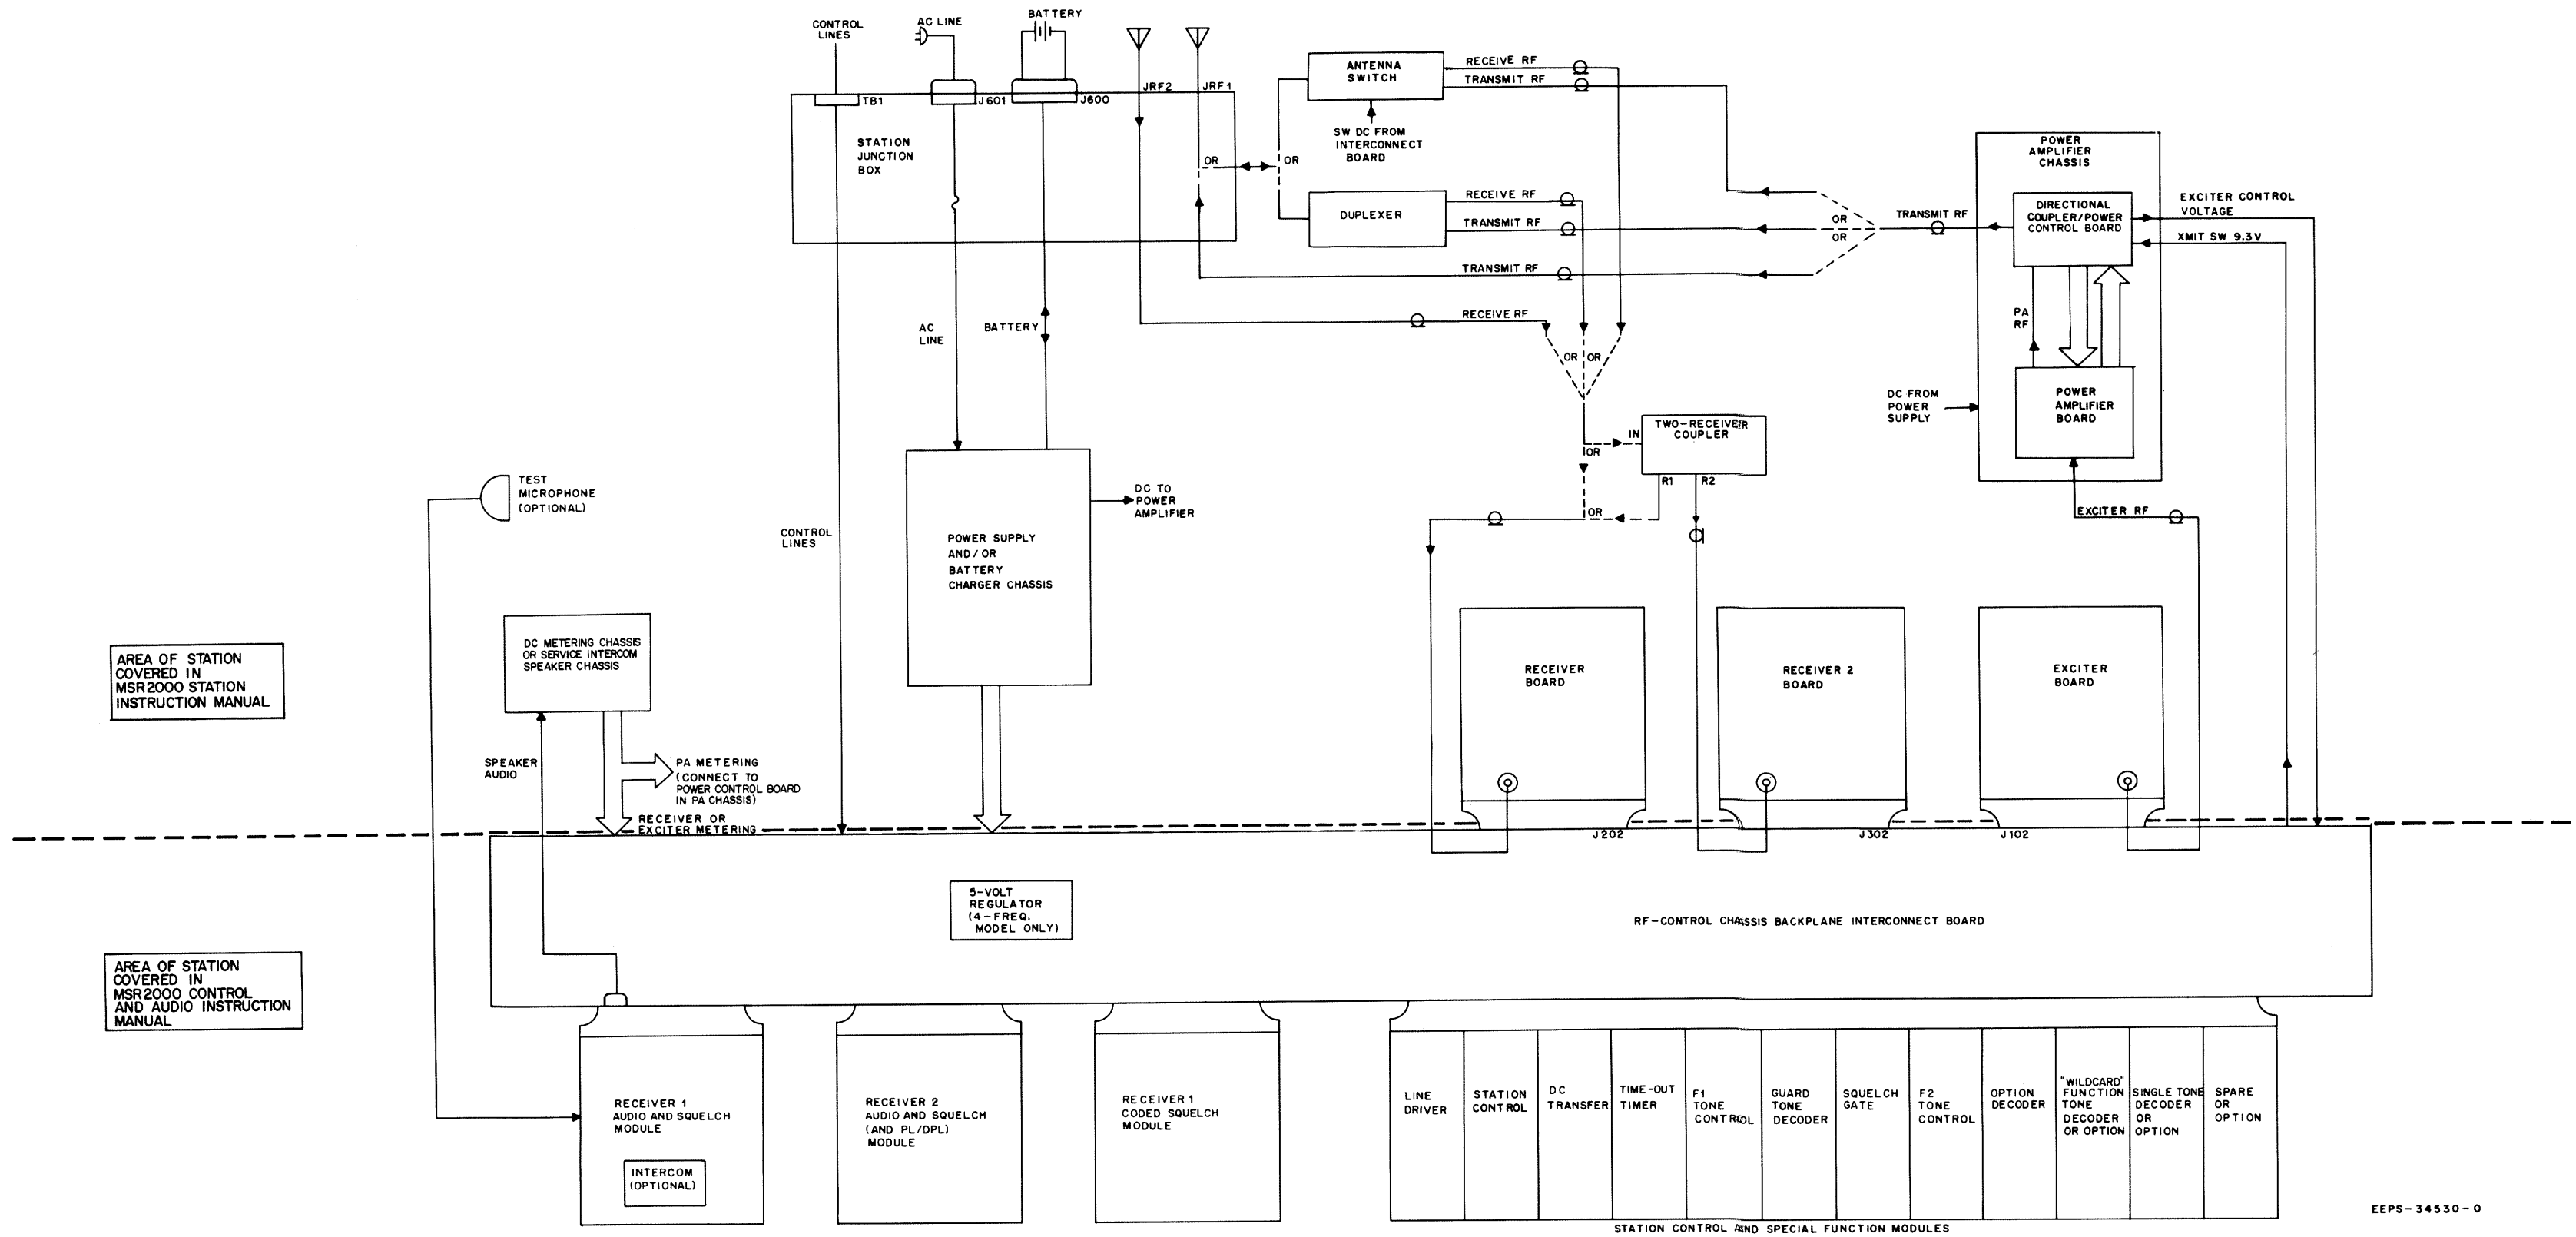 CONTROL
LINES
AC LINE
BATTERY
TB1
J601
J600
JRF2
JRF1
STATION
JUNCTION
BOX
OR
OR
ANTENNA
SWITCH
RECEIVE RF
TRANSMIT RF
SW DC FROM
INTERCONNECT
BOARD
DUPLEXER
RECEIVE RF
TRANSMIT RF
TRANSMIT RF
RECEIVE RF
OR
OR
TRANSMIT RF
POWER
AMPLIFIER
CHASSIS
DIRECTIONAL
COUPLER/POWER
CONTROL BOARD
EXCITER CONTROL
VOLTAGE
XMIT SW 9.3V
PA
RF
POWER
AMPLIFIER
BOARD
DC FROM
POWER
SUPPLY
EXCITER RF
AC
LINE
BATTERY
OR
OR
IN
OR
TWO-RECEIVER
COUPLER
R1
R2
OR
TEST
MICROPHONE
(OPTIONAL)
CONTROL
LINES
POWER SUPPLY
AND/OR
BATTERY
CHARGER CHASSIS
DC TO
POWER
AMPLIFIER
AREA OF STATION
COVERED IN
MSR2000 STATION
INSTRUCTION MANUAL
DC METERING CHASSIS
OR SERVICE INTERCOM
SPEAKER CHASSIS
SPEAKER
AUDIO
PA METERING
(CONNECT TO
POWER CONTROL BOARD
IN PA CHASSIS)
RECEIVER OR
EXCITER METERING
RECEIVER
BOARD
RECEIVER 2
BOARD
EXCITER
BOARD
J202
J302
J102
5-VOLT
REGULATOR
(4-FREQ.
MODEL ONLY)
RF-CONTROL CHASSIS BACKPLANE INTERCONNECT BOARD
AREA OF STATION
COVERED IN
MSR2000 CONTROL
AND AUDIO INSTRUCTION
MANUAL
RECEIVER 1
AUDIO AND SQUELCH
MODULE
INTERCOM
(OPTIONAL)
RECEIVER 2
AUDIO AND SQUELCH
(AND PL/DPL)
MODULE
RECEIVER 1
CODED SQUELCH
MODULE
LINE
DRIVER
STATION
CONTROL
DC
TRANSFER
TIME-OUT
TIMER
F1
TONE
CONTROL
GUARD
TONE
DECODER
SQUELCH
GATE
F2
TONE
CONTROL
OPTION
DECODER
"WILDCARD"
FUNCTION
TONE
DECODER
OR OPTION
SINGLE TONE
DECODER
OR
OPTION
SPARE
OR
OPTION
STATION CONTROL AND SPECIAL FUNCTION MODULES
EEPS-34530-0